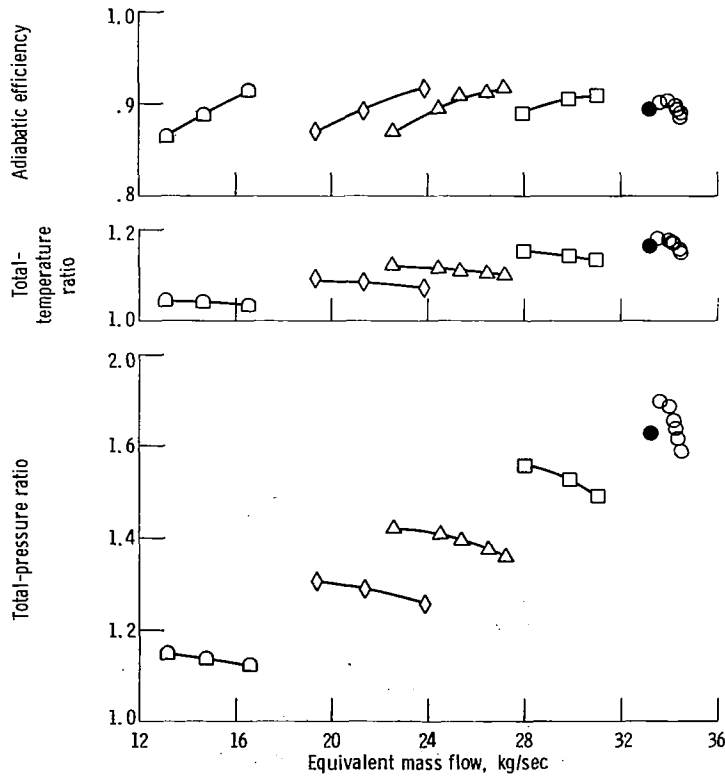 1.0
.9
.8
Adiabatic efficiency
1.2
1.0
Total-
temperature
ratio
2.0
1.6
1.4
1.2
1.0
Total-pressure ratio
12
16
20
24
28
32
36
Equivalent mass flow, kg/sec